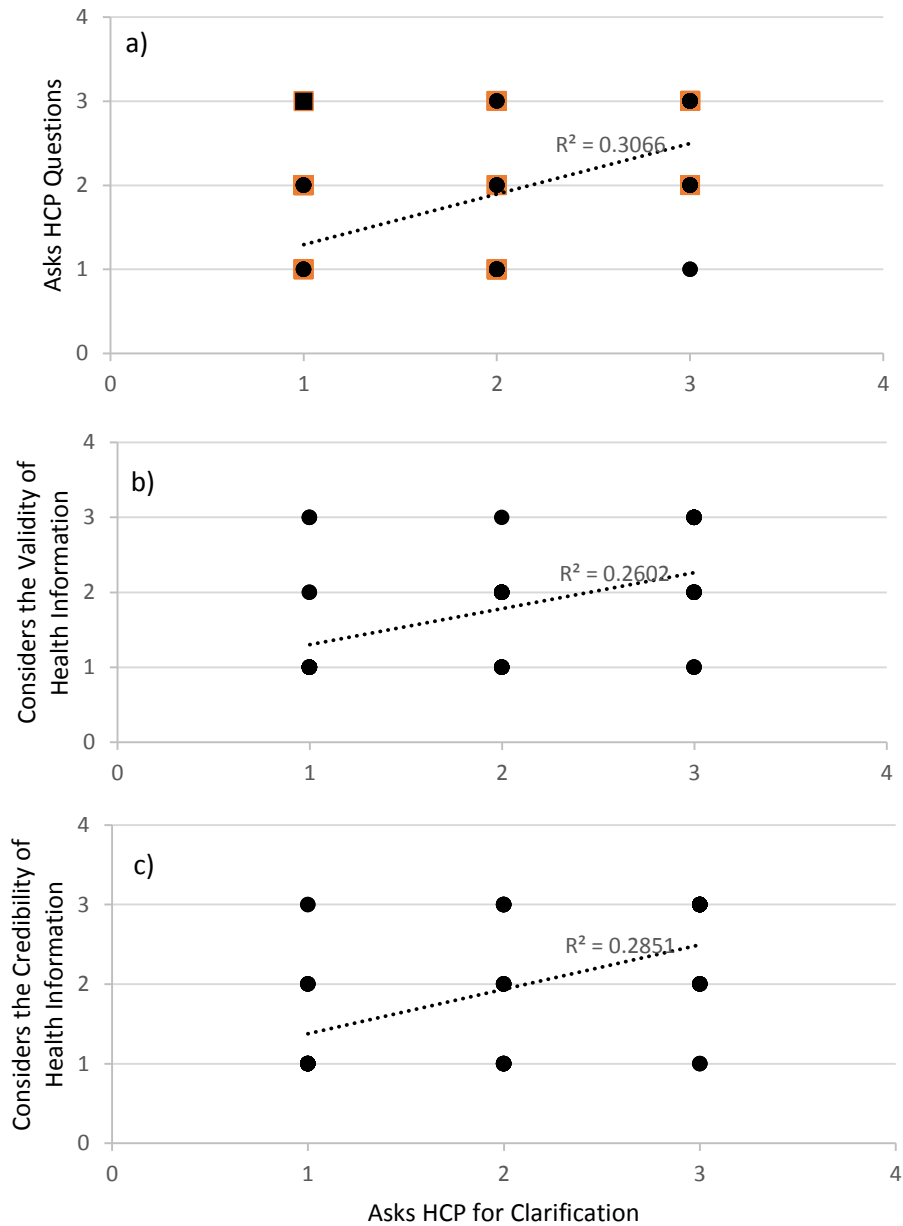 4
a)
3
R² = 0.3066
2
1
0
Asks HCP Questions
0 1 2 3 4
4
b)
3
R² = 0.2602
2
1
0
Considers the Validity of
Health Information
0 1 2 3 4
4
c)
3
R² = 0.2851
2
1
0
Considers the Credibility of
Health Information
0 1 2 3 4
Asks HCP for Clarification